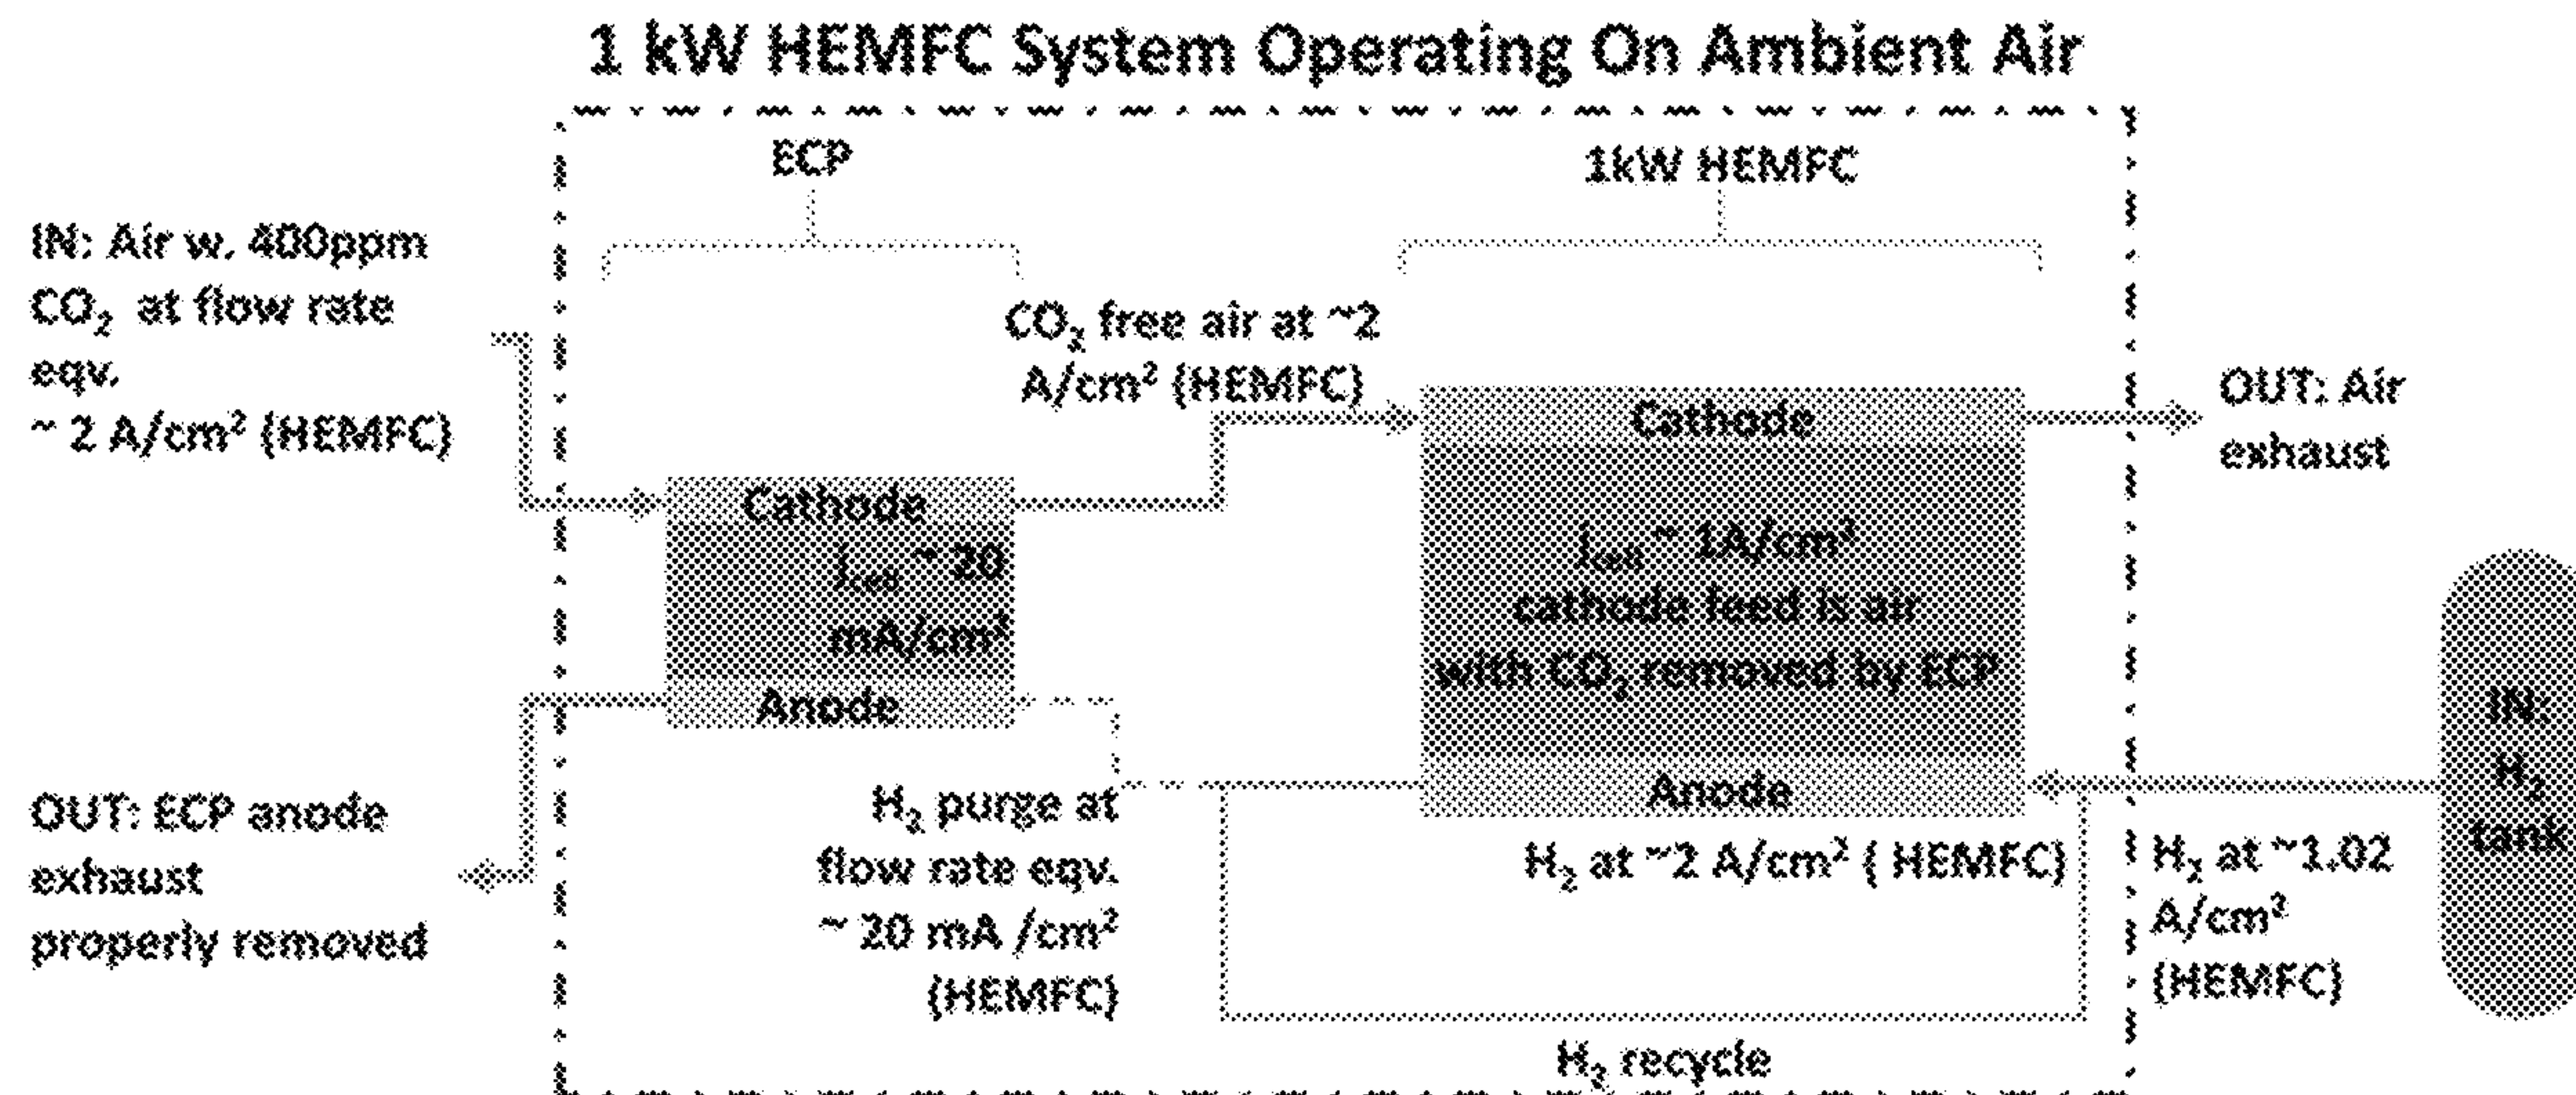 1 kW HEMFC System Operating On Ambient Air
ECP
1kW HEMFC
IN: Air w. 400ppm
CO₂ at flow rate
eqv.
~ 2 A/cm² (HEMFC)
CO₂ free air at ~2
A/cm² (HEMFC)
Cathode
j_cell ~ 20
mA/cm²
Anode
Cathode
j_cell ~ 1A/cm²
cathode feed is air
with CO₂ removed by ECP
Anode
OUT: Air
exhaust
OUT: ECP anode
exhaust
properly removed
H₂ purge at
flow rate eqv.
~ 20 mA /cm²
(HEMFC)
H₂ at ~2 A/cm² ( HEMFC)
H₂ recycle
H₂ at ~1.02
A/cm²
(HEMFC)
IN:
H₂
tank